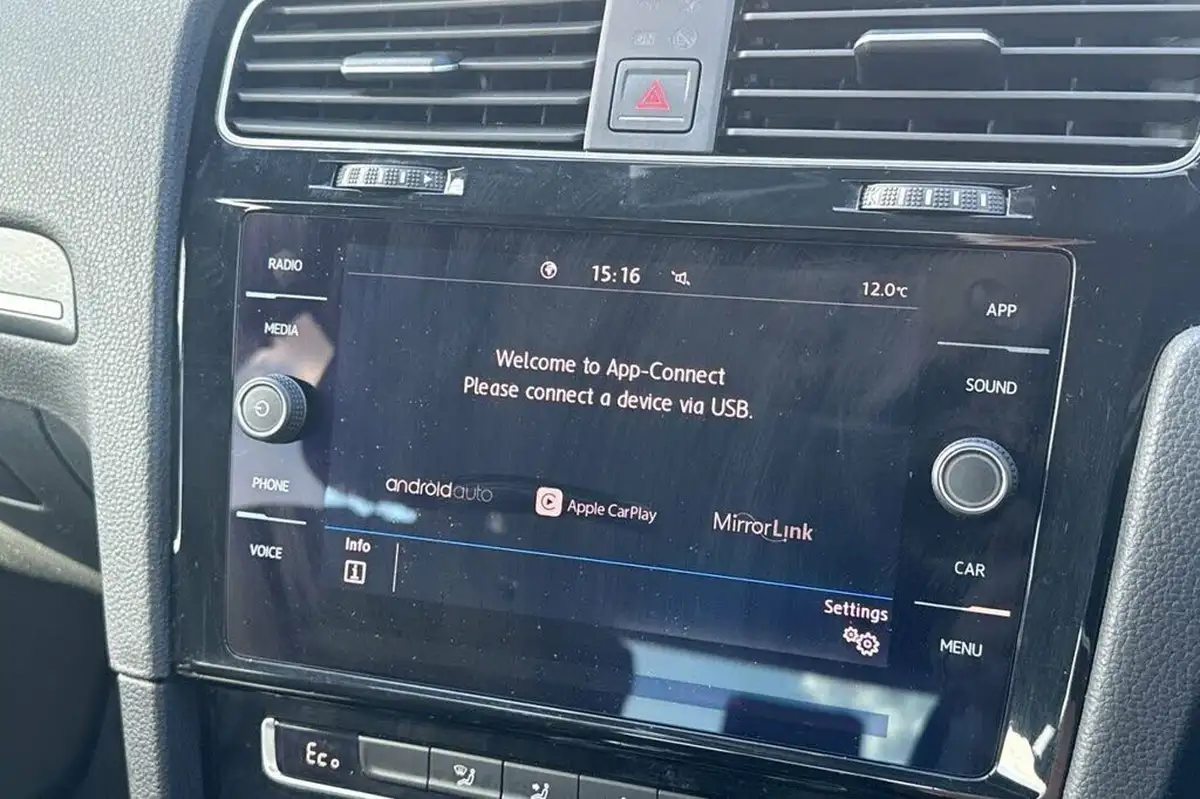 RADIO
MEDIA
PHONE
VOICE
15:16
12.0°C
Welcome to App-Connect
Please connect a device via USB.
androidauto
Apple CarPlay
MirrorLink
Info
Settings
APP
SOUND
CAR
MENU
Eco